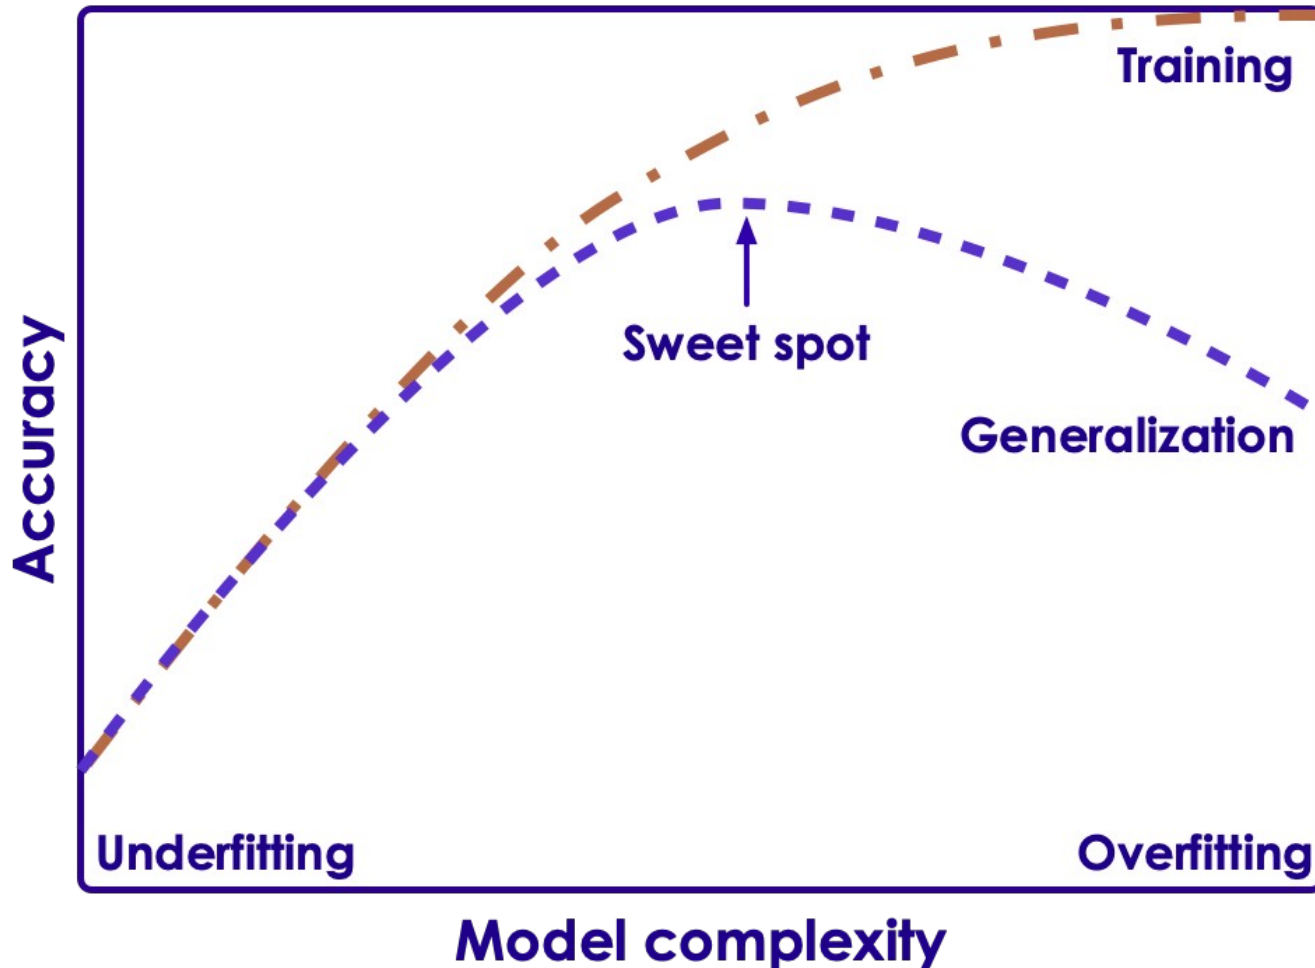 Training
Sweet spot
Generalization
Accuracy
Underfitting
Overfitting
Model complexity